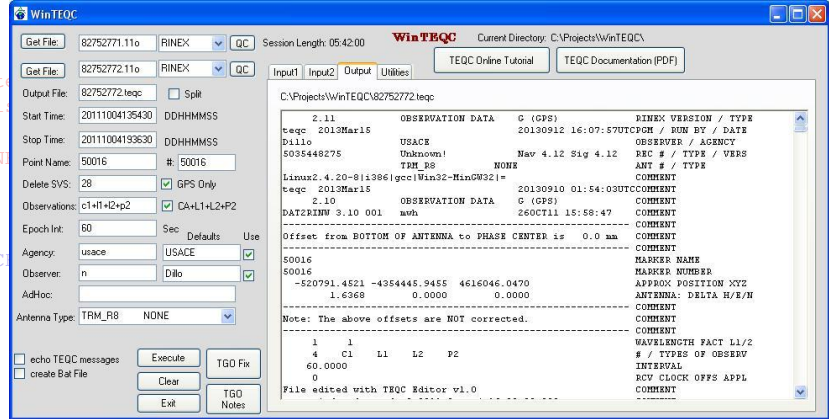 WinTEQC
Get File: 82752771.11o RINEX QC Session Length: 05:42:00 WinTEQC Current Directory: C:\Projects\WinTEQC\
Get File: 82752772.11o RINEX QC
TEQC Online Tutorial TEQC Documentation (PDF)
Input1 Input2 Output Utilities
Output File: 82752772.teqc Split
Start Time: 20111004135430 DDHHMMSS
Stop Time: 20111004193630 DDHHMMSS
Point Name: 50016 #: 50016
Delete SVS: 28 GPS Only
Observations: c1+l1+l2+p2 CA+L1+L2+P2
Epoch Int: 60 Sec
Defaults Use
Agency: usace USACE
Observer: n Dillo
AdHoc:
Antenna Type: TRM_R8 NONE
echo TEQC messages
create Bat File
Execute
Clear
Exit
TGO Fix
TGO Notes
C:\Projects\WinTEQC\82752772.teqc
2.11 OBSERVATION DATA G (GPS) RINEX VERSION / TYPE
teqc 2013Mar15 20130912 16:07:57UTCPGM / RUN BY / DATE
Dillo USACE OBSERVER / AGENCY
5035448275 Unknown! Nav 4.12 Sig 4.12 REC # / TYPE / VERS
TRM_R8 NONE ANT # / TYPE
Linux2.4.20-8|i386|gcc|Win32-MinGW32|= COMMENT
teqc 2013Mar15 20130910 01:54:03UTCCOMMENT
2.10 OBSERVATION DATA G (GPS) COMMENT
DAT2RINW 3.10 001 mwh 26OCT11 15:58:47 COMMENT
------------------------------------------------------------ COMMENT
Offset from BOTTOM OF ANTENNA to PHASE CENTER is 0.0 mm COMMENT
------------------------------------------------------------ COMMENT
50016 MARKER NAME
50016 MARKER NUMBER
-520791.4521 -4354445.9455 4616046.0470 APPROX POSITION XYZ
1.6368 0.0000 0.0000 ANTENNA: DELTA H/E/N
------------------------------------------------------------ COMMENT
Note: The above offsets are NOT corrected. COMMENT
------------------------------------------------------------ COMMENT
1 1 WAVELENGTH FACT L1/2
4 C1 L1 L2 P2 # / TYPES OF OBSERV
60.0000 INTERVAL
0 RCV CLOCK OFFS APPL
File edited with TEQC Editor v1.0 COMMENT